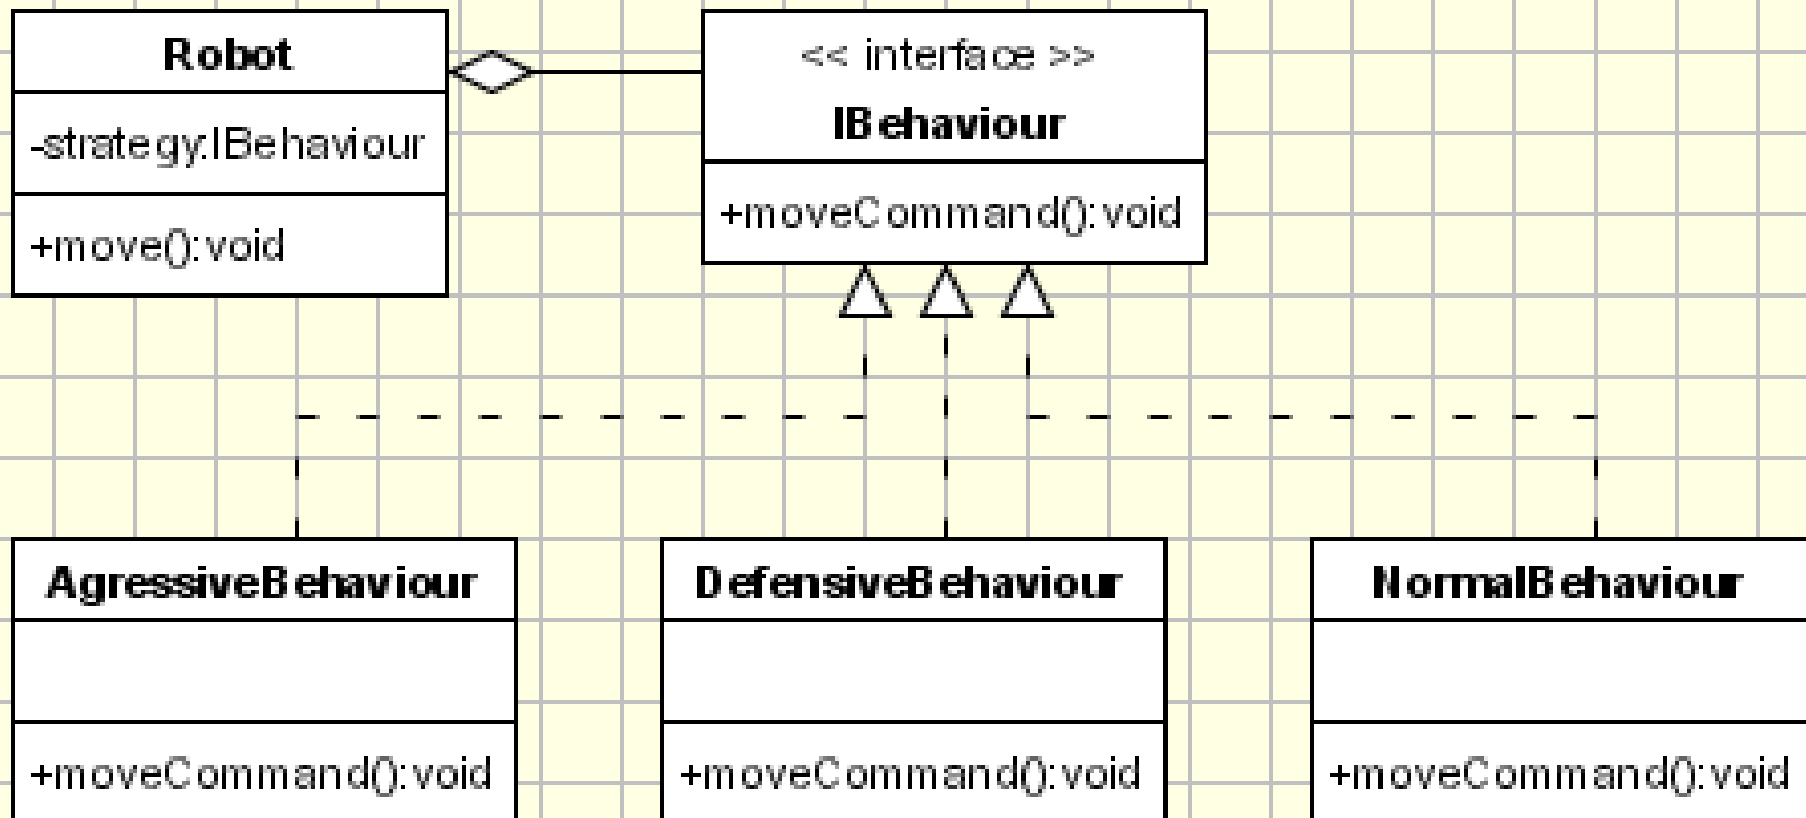 Robot
-strategy:IBehaviour
+move():void
<< interface >>
IBehaviour
+moveCommand():void
AgressiveBehaviour
+moveCommand():void
DefensiveBehaviour
+moveCommand():void
NormalBehaviour
+moveCommand():void